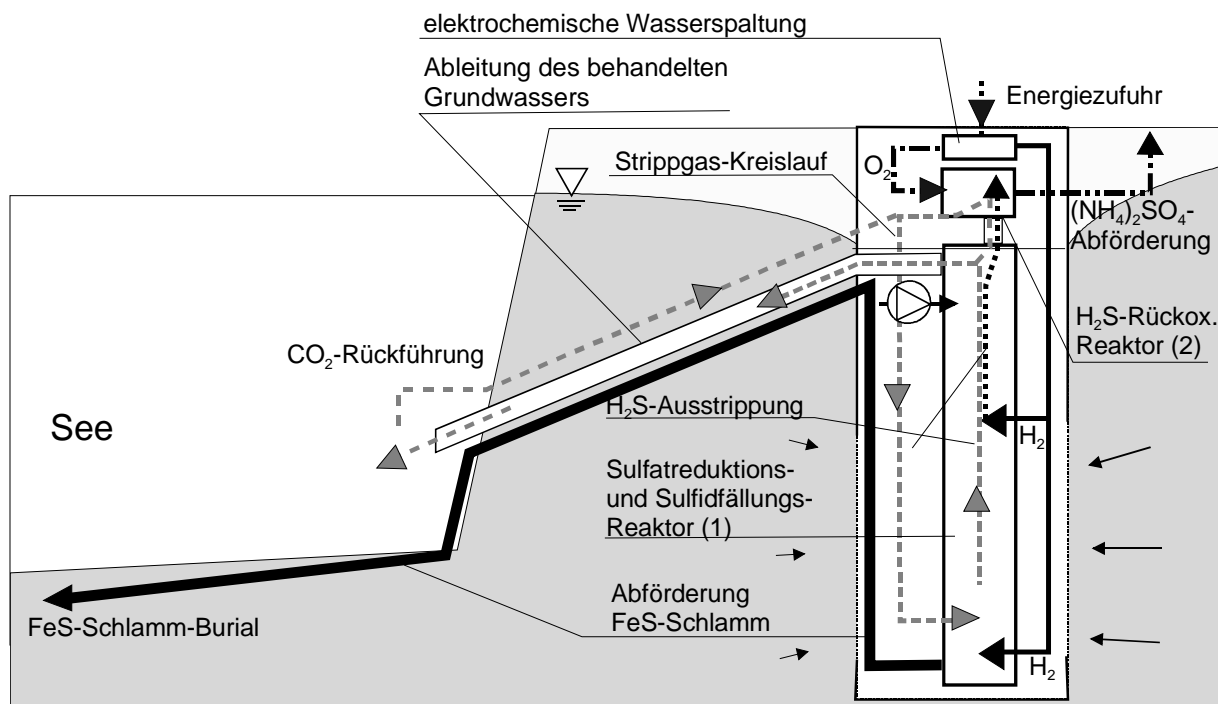 elektrochemische Wasserspaltung
Ableitung des behandelten
Grundwassers
Energiezufuhr
Strippgas-Kreislauf
O₂
(NH₄)₂SO₄-
Abförderung
H₂S-Rückox.
Reaktor (2)
CO₂-Rückführung
See
H₂S-Ausstrippung
H₂
Sulfatreduktions-
und Sulfidfällungs-
Reaktor (1)
Abförderung
FeS-Schlamm
FeS-Schlamm-Burial
H₂